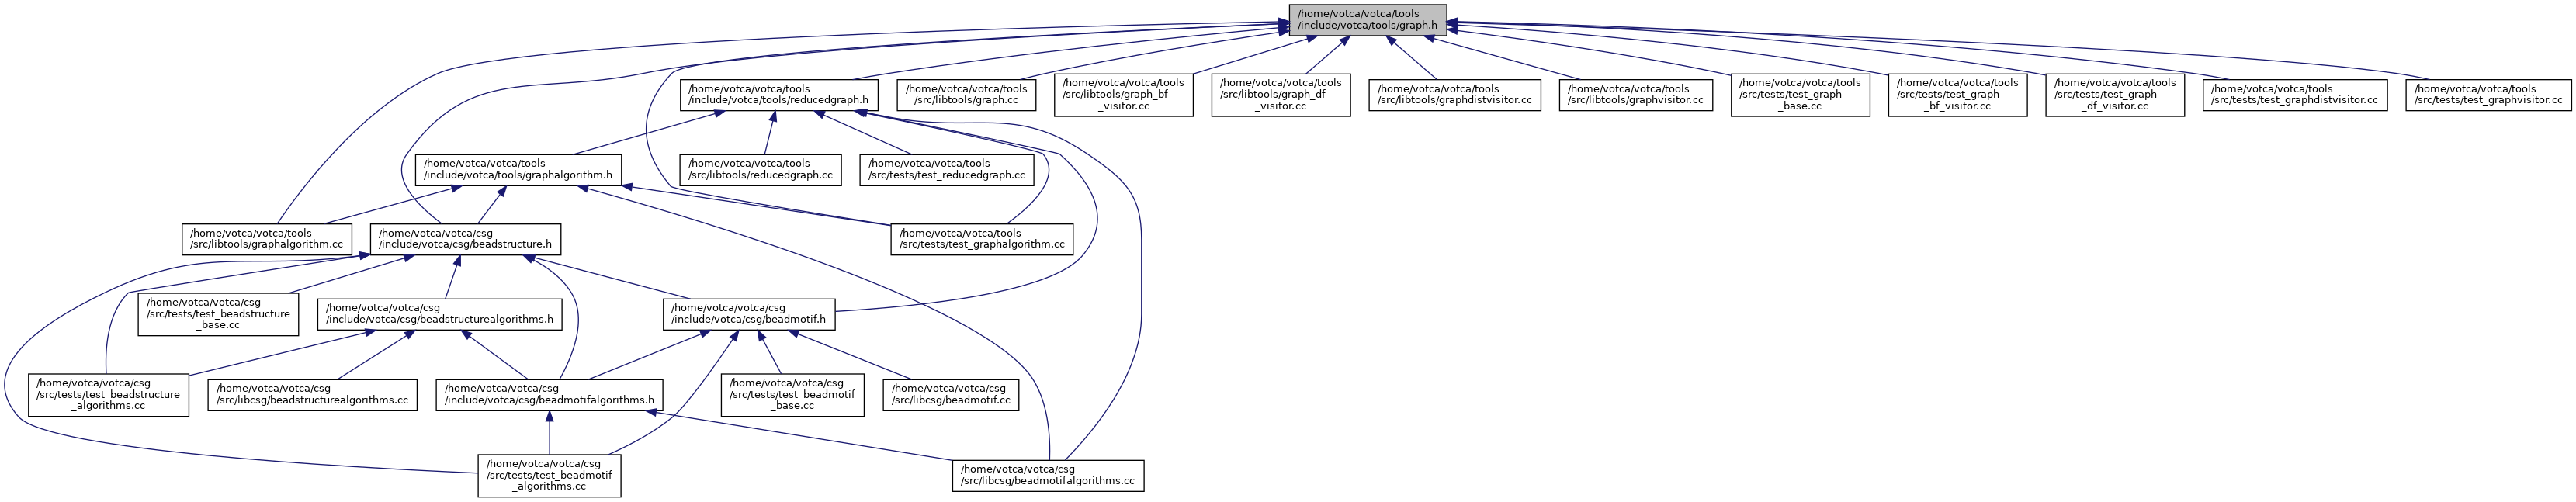 /home/votca/votca/tools
/include/votca/tools/graph.h
/home/votca/votca/tools
/include/votca/tools/reducedgraph.h
/home/votca/votca/tools
/src/libtools/graph.cc
/home/votca/votca/tools
/src/libtools/graph_bf
_visitor.cc
/home/votca/votca/tools
/src/libtools/graph_df
_visitor.cc
/home/votca/votca/tools
/src/libtools/graphdistvisitor.cc
/home/votca/votca/tools
/src/libtools/graphvisitor.cc
/home/votca/votca/tools
/src/tests/test_graph
_base.cc
/home/votca/votca/tools
/src/tests/test_graph
_bf_visitor.cc
/home/votca/votca/tools
/src/tests/test_graph
_df_visitor.cc
/home/votca/votca/tools
/src/tests/test_graphdistvisitor.cc
/home/votca/votca/tools
/src/tests/test_graphvisitor.cc
/home/votca/votca/tools
/include/votca/tools/graphalgorithm.h
/home/votca/votca/tools
/src/libtools/reducedgraph.cc
/home/votca/votca/tools
/src/tests/test_reducedgraph.cc
/home/votca/votca/tools
/src/libtools/graphalgorithm.cc
/home/votca/votca/csg
/include/votca/csg/beadstructure.h
/home/votca/votca/tools
/src/tests/test_graphalgorithm.cc
/home/votca/votca/csg
/src/tests/test_beadstructure
_base.cc
/home/votca/votca/csg
/include/votca/csg/beadstructurealgorithms.h
/home/votca/votca/csg
/include/votca/csg/beadmotif.h
/home/votca/votca/csg
/src/tests/test_beadstructure
_algorithms.cc
/home/votca/votca/csg
/src/libcsg/beadstructurealgorithms.cc
/home/votca/votca/csg
/include/votca/csg/beadmotifalgorithms.h
/home/votca/votca/csg
/src/tests/test_beadmotif
_base.cc
/home/votca/votca/csg
/src/libcsg/beadmotif.cc
/home/votca/votca/csg
/src/tests/test_beadmotif
_algorithms.cc
/home/votca/votca/csg
/src/libcsg/beadmotifalgorithms.cc